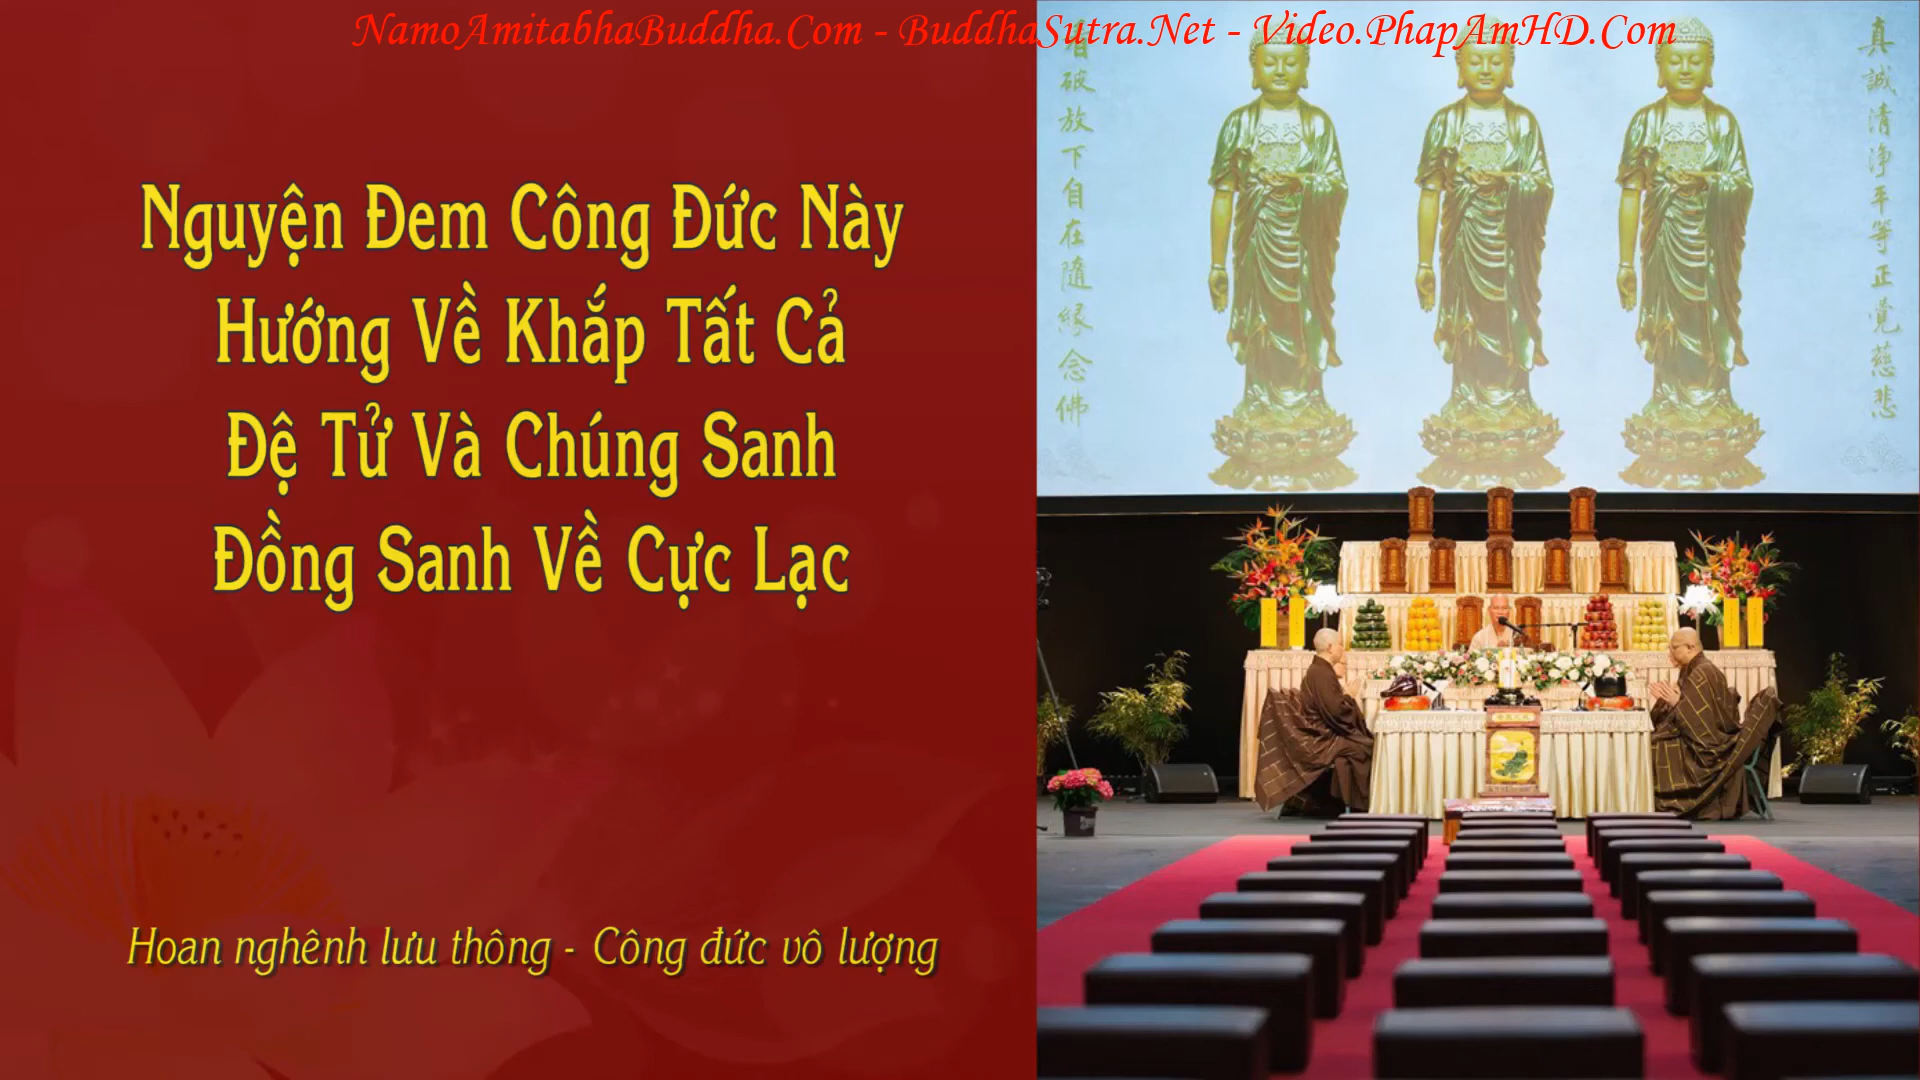 NamoAmitabhaBuddha.Com - BuddhaSutra.Net - Video.PhapAmHD.Com
Nguyện Đem Công Đức Này
Hướng Về Khắp Tất Cả
Đệ Tử Và Chúng Sanh
Đồng Sanh Về Cực Lạc
Hoan nghênh lưu thông - Công đức vô lượng
真誠清淨平等正覺慈悲
看破放下自在隨緣念佛